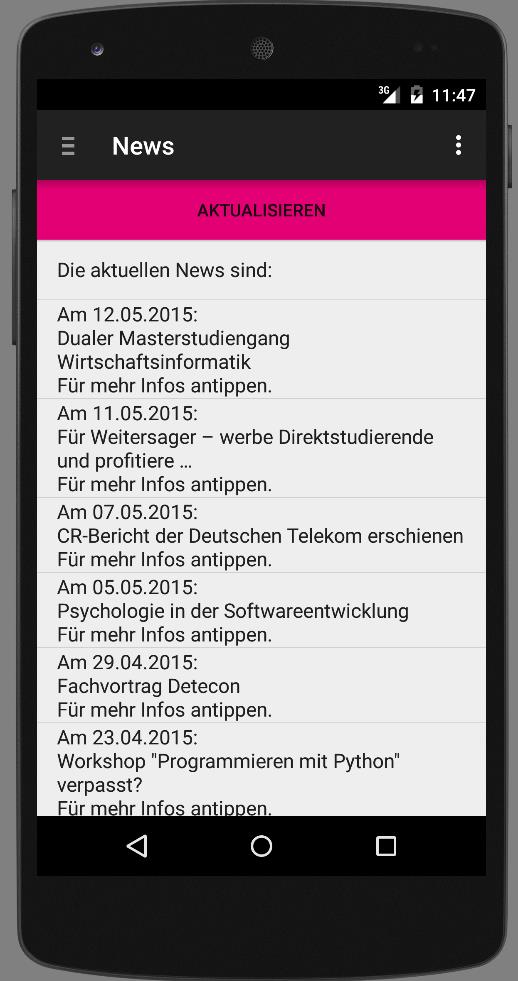 3G 11:47
News
AKTUALISIEREN
Die aktuellen News sind:
Am 12.05.2015:
Dualer Masterstudiengang
Wirtschaftsinformatik
Für mehr Infos antippen.
Am 11.05.2015:
Für Weitersager – werbe Direktstudierende
und profitiere …
Für mehr Infos antippen.
Am 07.05.2015:
CR-Bericht der Deutschen Telekom erschienen
Für mehr Infos antippen.
Am 05.05.2015:
Psychologie in der Softwareentwicklung
Für mehr Infos antippen.
Am 29.04.2015:
Fachvortrag Detecon
Für mehr Infos antippen.
Am 23.04.2015:
Workshop "Programmieren mit Python"
verpasst?
Für mehr Infos antippen.